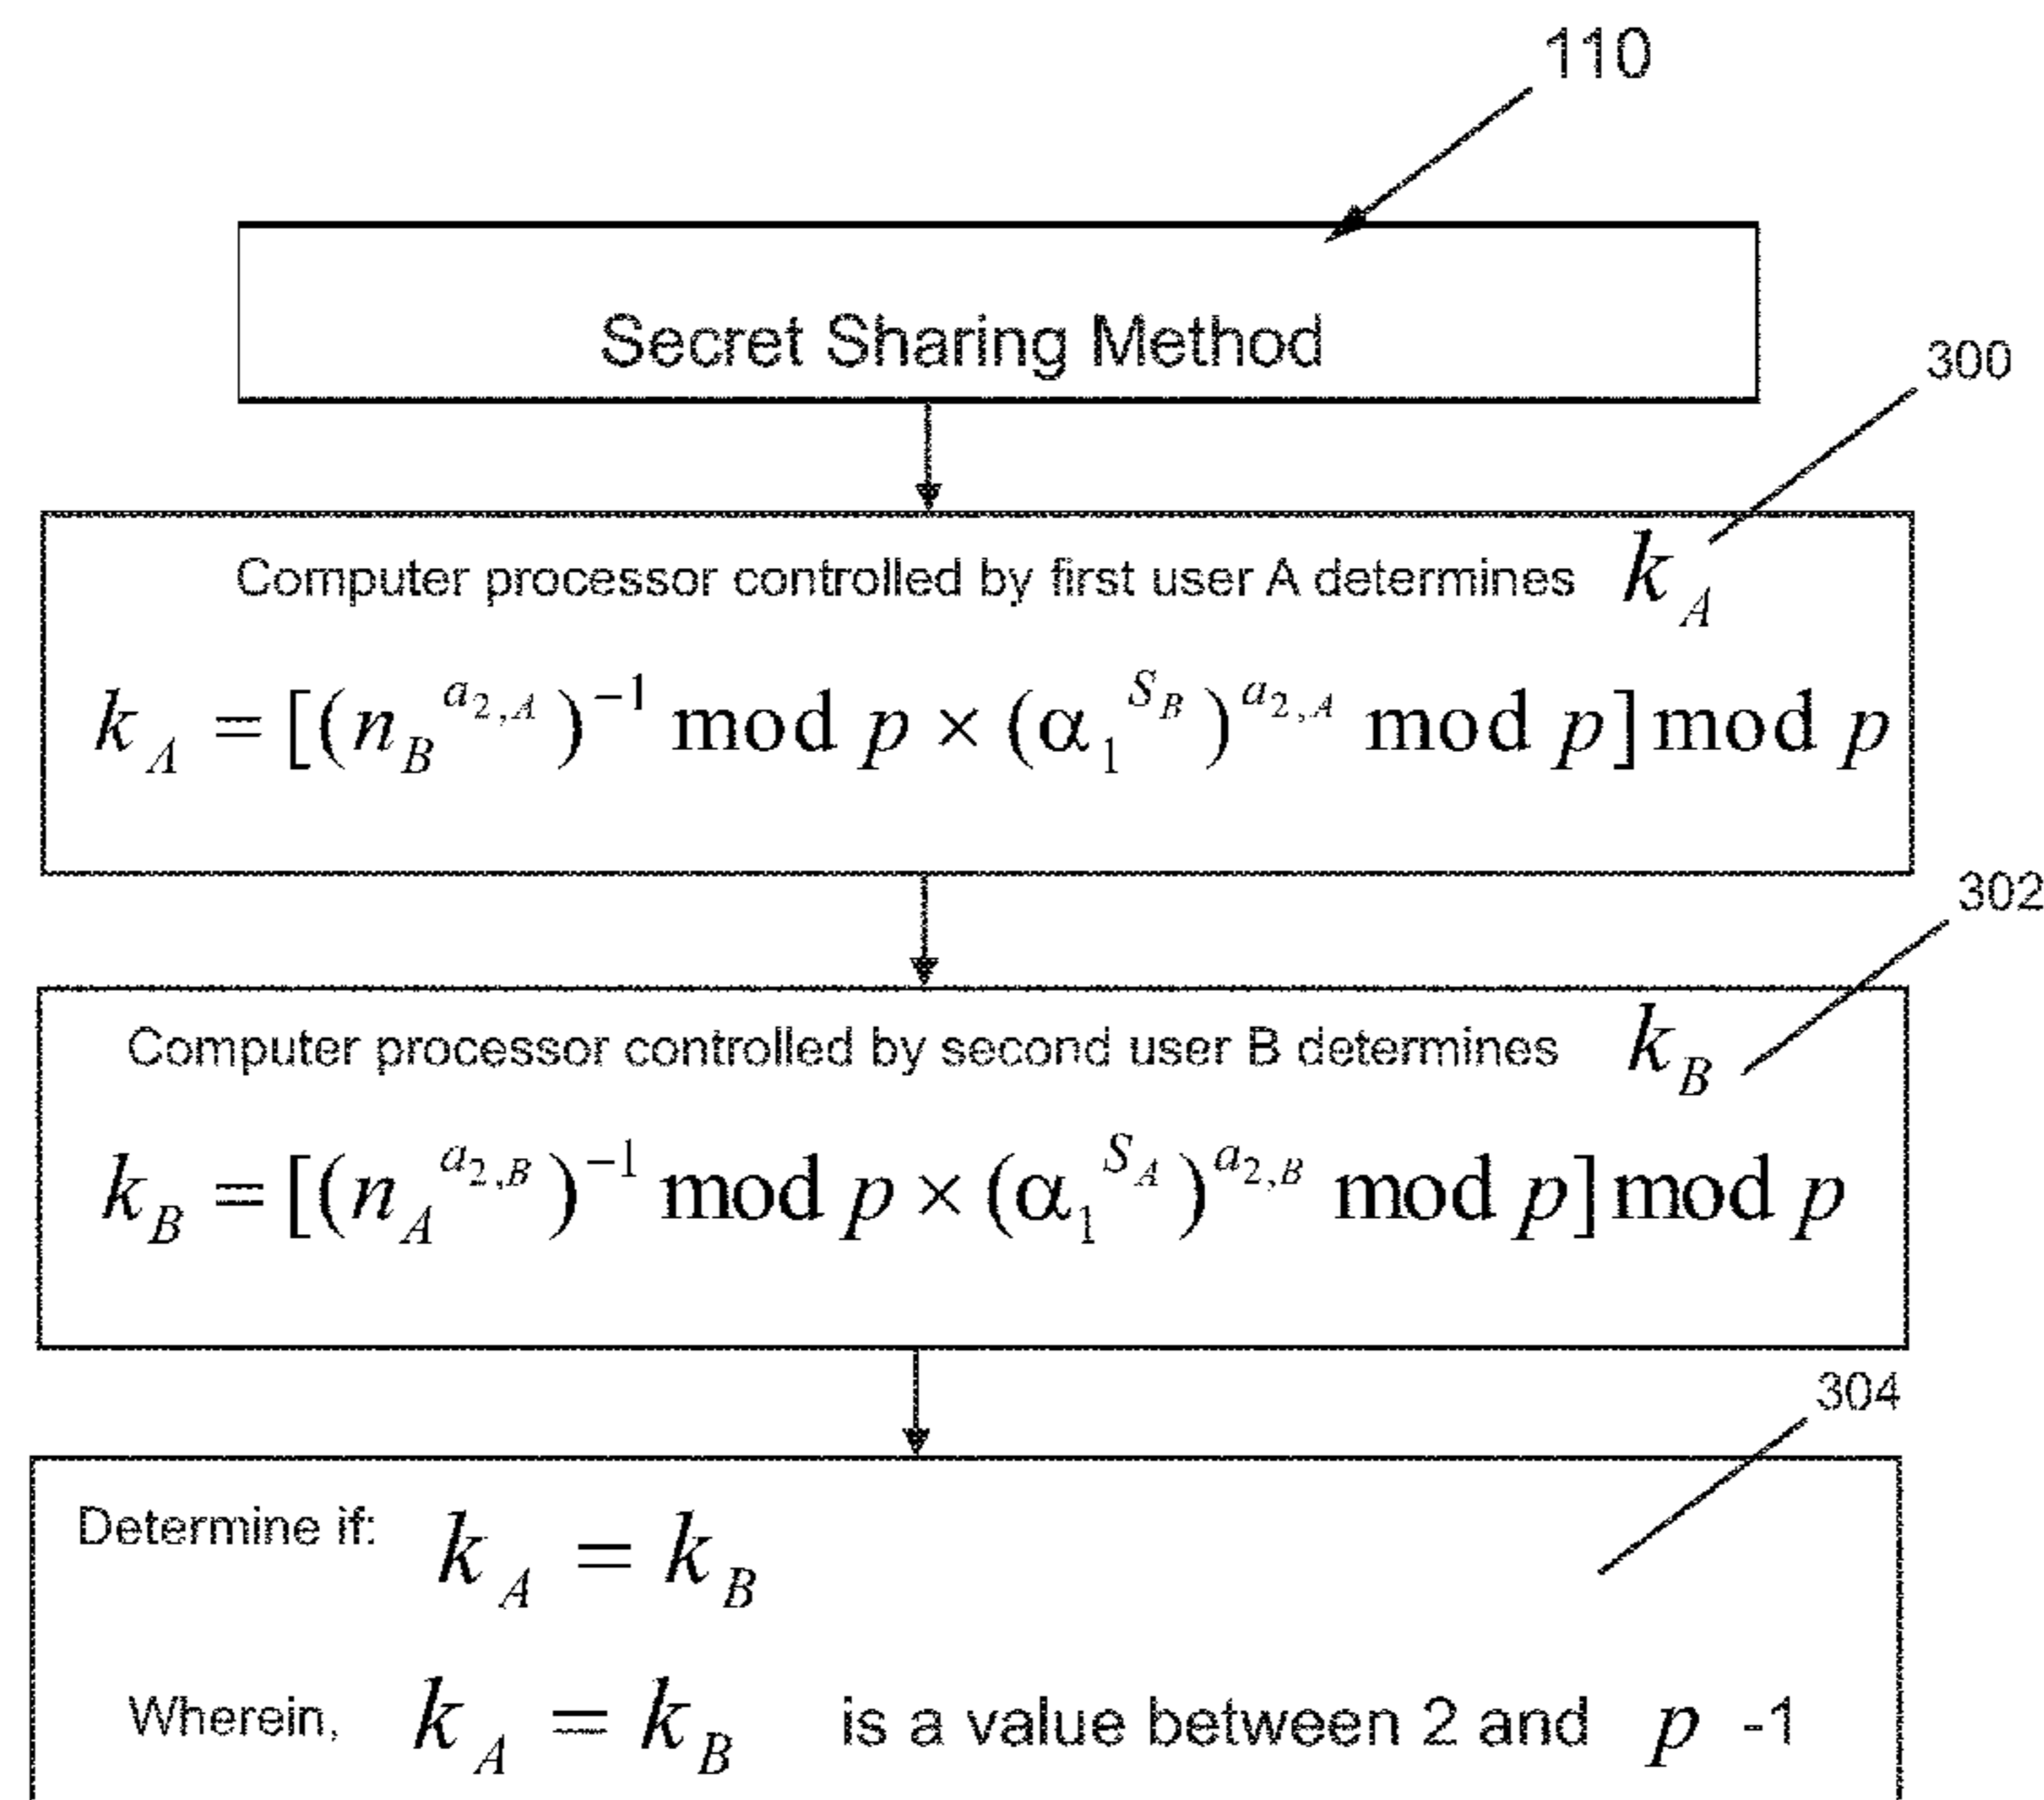 110
Secret Sharing Method
300
Computer processor controlled by first user A determines k_A
k_A = [(n_B^{a_{2,A}})^{-1} mod p × (α_1^{S_B})^{a_{2,A}} mod p] mod p
302
Computer processor controlled by second user B determines k_B
k_B = [(n_A^{a_{2,B}})^{-1} mod p × (α_1^{S_A})^{a_{2,B}} mod p] mod p
304
Determine if: k_A = k_B
Wherein, k_A = k_B is a value between 2 and p -1